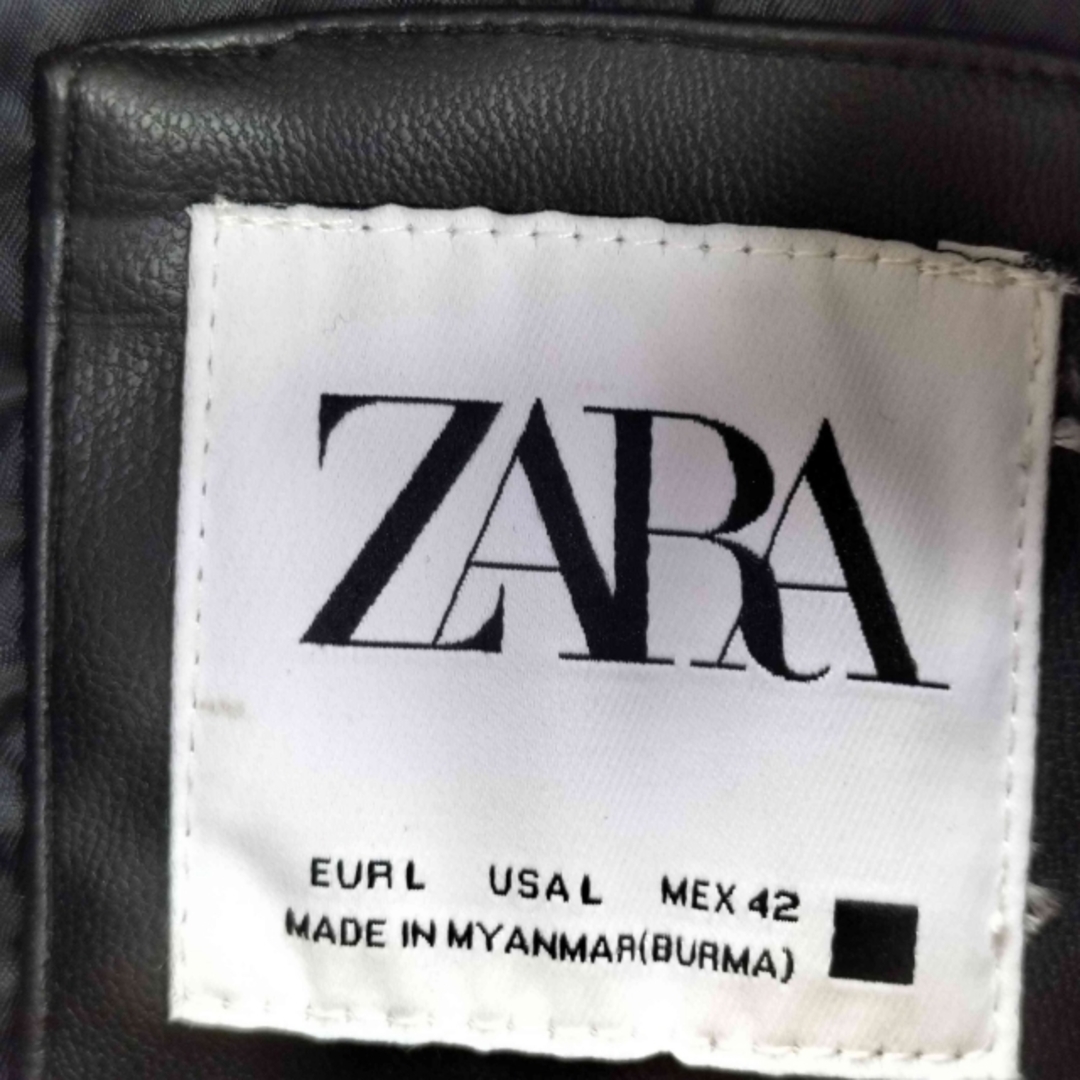 ZARA
EUR L USA L MEX 42
MADE IN MYANMAR(BURMA)